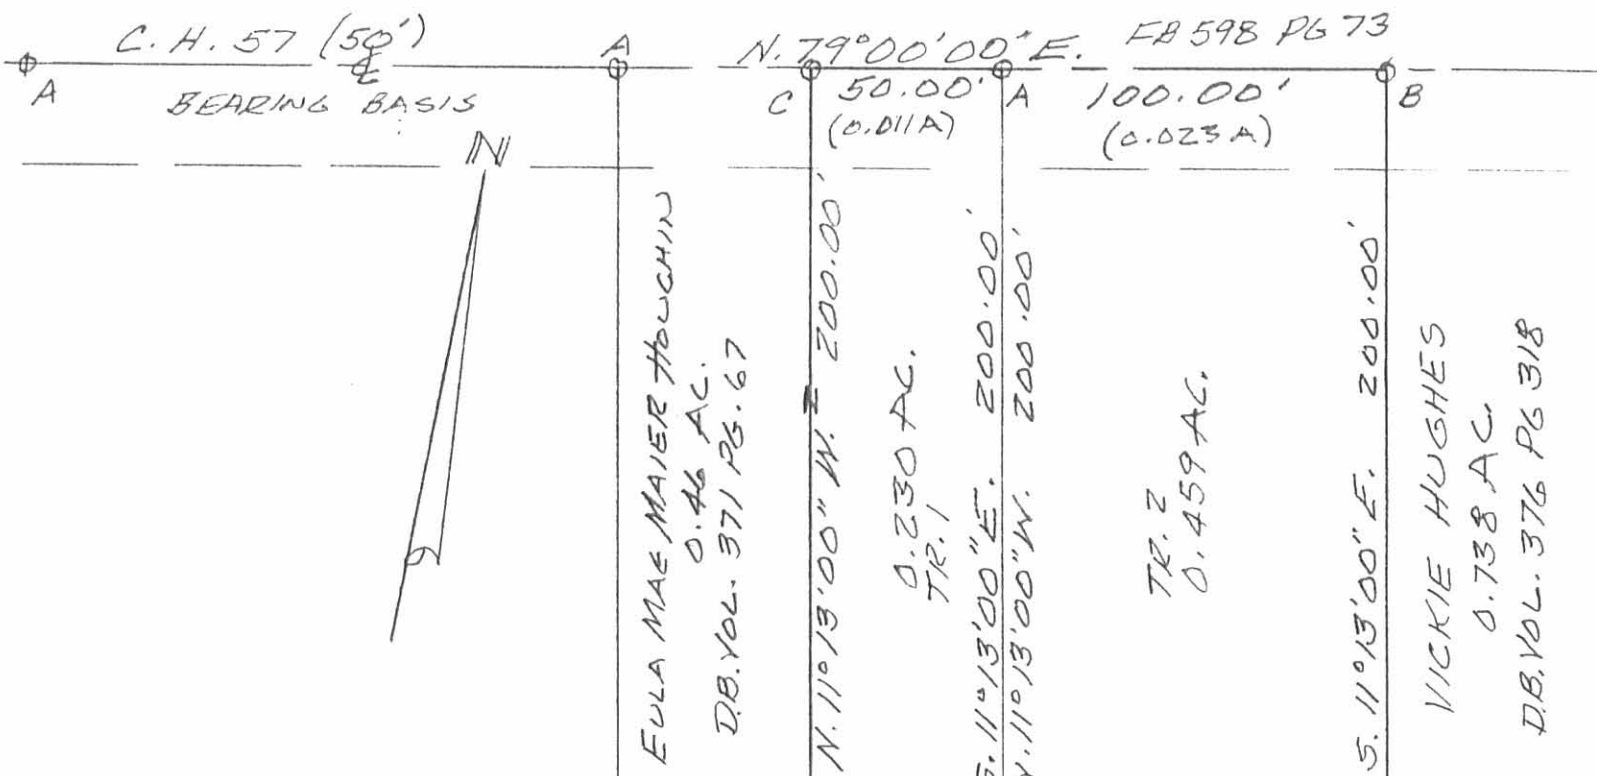 C. H. 57 (50')
℄
A
BEARING BASIS
A
N. 79°00'00" E.
FB 598 PG 73
C
50.00'
(0.011 A)
A
100.00'
(0.023 A)
B
N
EULA MAE MAIER HOUCHIN
0.46 AC.
D.B. VOL. 371 PG. 67
N. 11°13'00" W. 200.00'
0.230 AC.
TR. 1
S. 11°13'00" E. 200.00'
N. 11°13'00" W. 200.00'
TR. 2
0.459 AC.
S. 11°13'00" E. 200.00'
VICKIE HUGHES
0.738 AC.
D.B. VOL. 376 PG 318